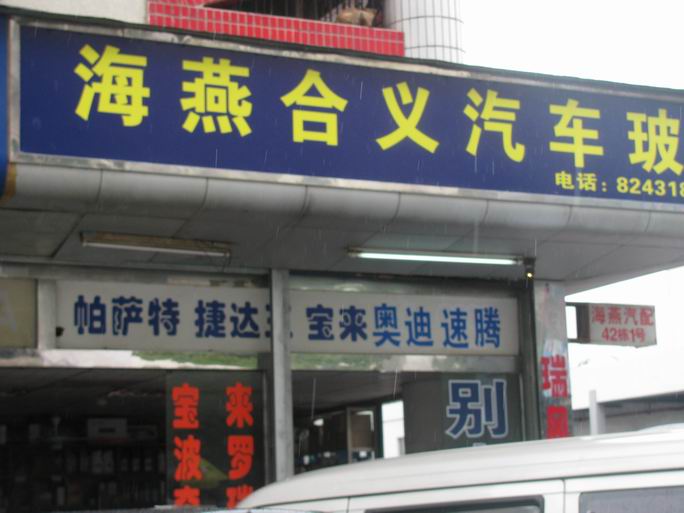 海燕合义汽车玻
电话：824318
帕萨特 捷达 宝来奥迪 速腾
海燕汽配
42栋1号
别
瑞
宝 来
波 罗